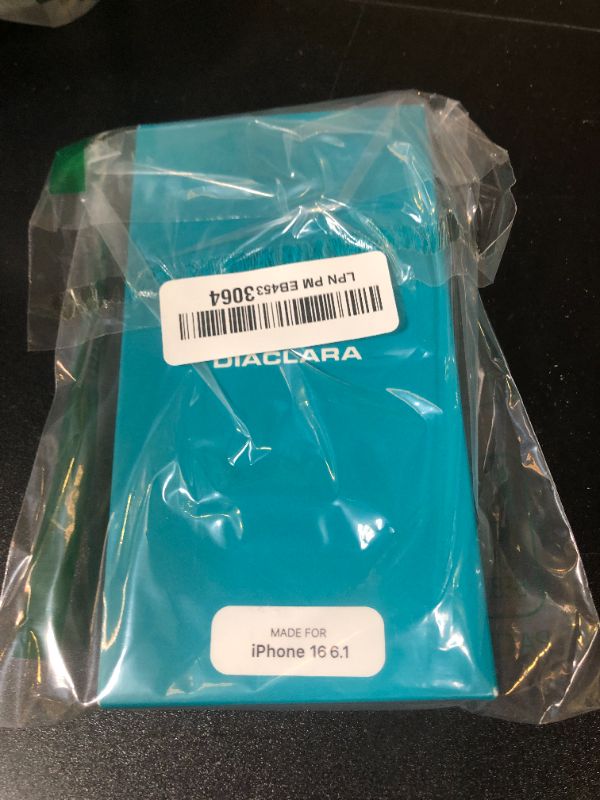 LPN PM EB4533064
DIACLARA
MADE FOR
iPhone 16 6.1